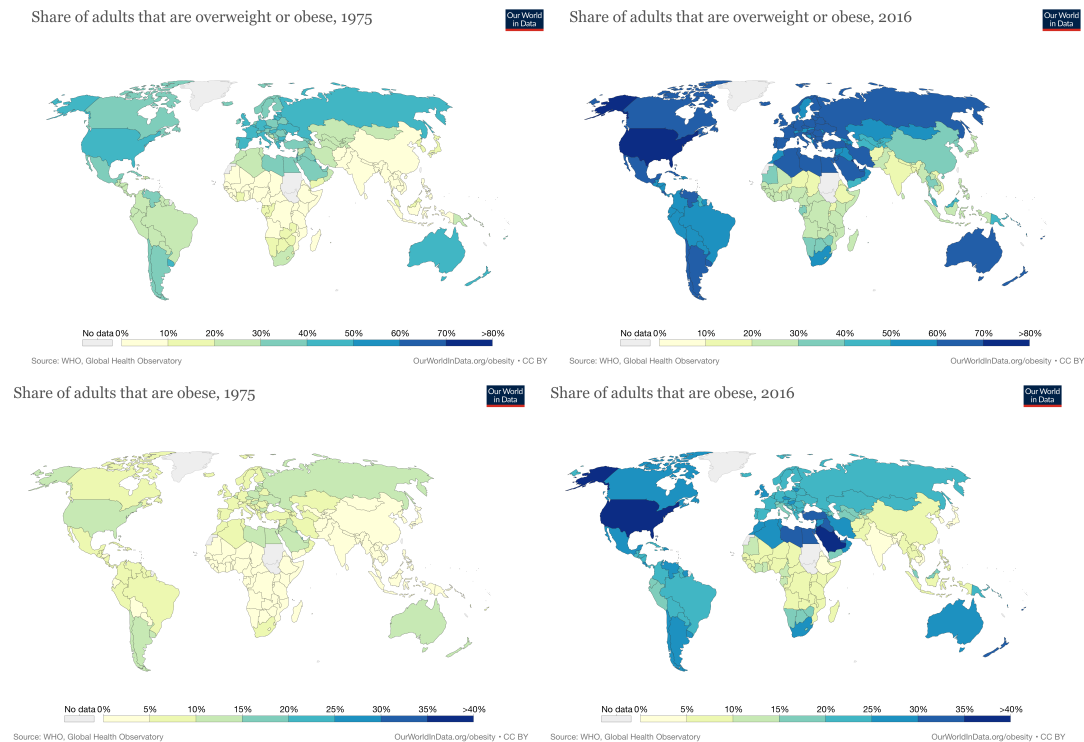 Share of adults that are overweight or obese, 1975
Our World
in Data
No data 0% 10% 20% 30% 40% 50% 60% 70% >80%
Source: WHO, Global Health Observatory
OurWorldInData.org/obesity • CC BY
Share of adults that are overweight or obese, 2016
Our World
in Data
No data 0% 10% 20% 30% 40% 50% 60% 70% >80%
Source: WHO, Global Health Observatory
OurWorldInData.org/obesity • CC BY
Share of adults that are obese, 1975
Our World
in Data
No data 0% 5% 10% 15% 20% 25% 30% 35% >40%
Source: WHO, Global Health Observatory
OurWorldInData.org/obesity • CC BY
Share of adults that are obese, 2016
Our World
in Data
No data 0% 5% 10% 15% 20% 25% 30% 35% >40%
Source: WHO, Global Health Observatory
OurWorldInData.org/obesity • CC BY